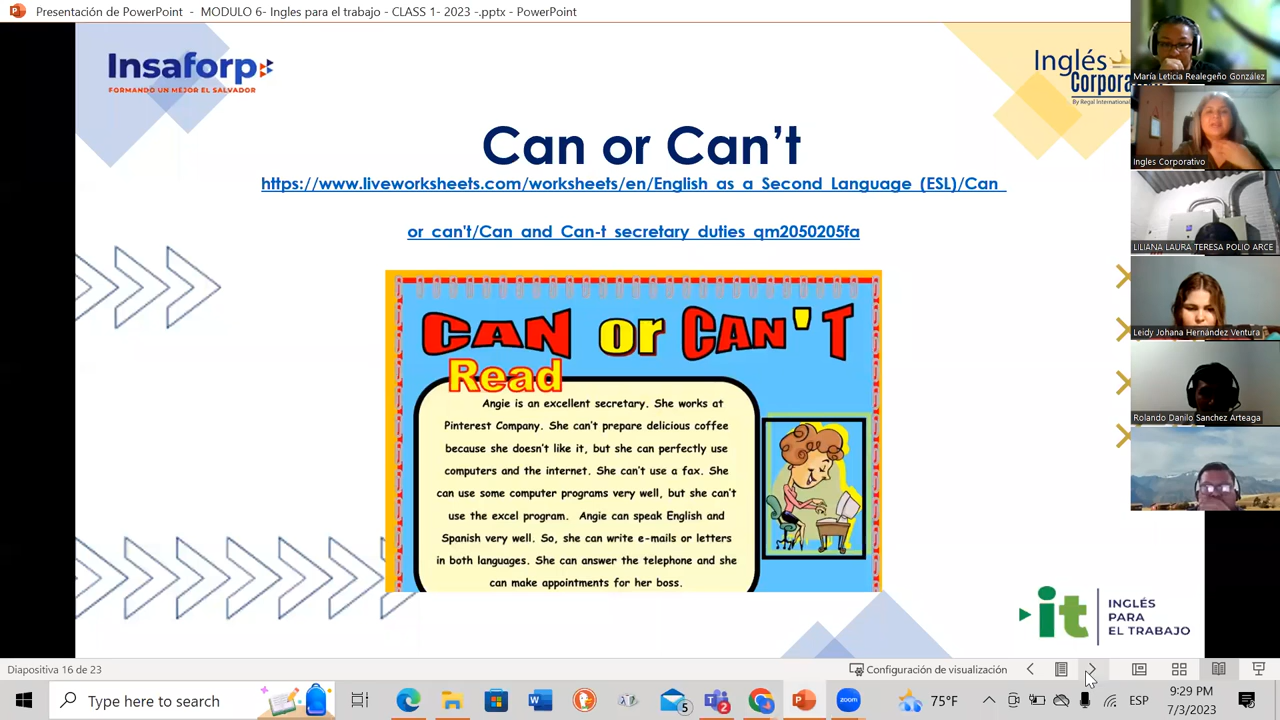 Presentación de PowerPoint - MODULO 6- Ingles para el trabajo - CLASS 1- 2023 -.pptx - PowerPoint
Insaforp
FORMANDO UN MEJOR EL SALVADOR
Inglés
Corpora
By Regal International
Can or Can't
https://www.liveworksheets.com/worksheets/en/English_as_a_Second_Language_(ESL)/Can_
or_can't/Can_and_Can-t_secretary_duties_qm2050205fa
CAN or CAN'T
Read
Angie is an excellent secretary. She works at
Pinterest Company. She can't prepare delicious coffee
because she doesn't like it, but she can perfectly use
computers and the internet. She can't use a fax. She
can use some computer programs very well, but she can't
use the excel program. Angie can speak English and
Spanish very well. So, she can write e-mails or letters
in both languages. She can answer the telephone and she
can make appointments for her boss.
María Leticia Realegeño González
Ingles Corporativo
LILIANA LAURA TERESA POLIO ARCE
Leidy Johana Hernández Ventura
Rolando Danilo Sanchez Arteaga
it
INGLÉS
PARA
EL TRABAJO
Diapositiva 16 de 23
Configuración de visualización
Type here to search
5
2
zoom
75°F
ESP
9:29 PM
7/3/2023